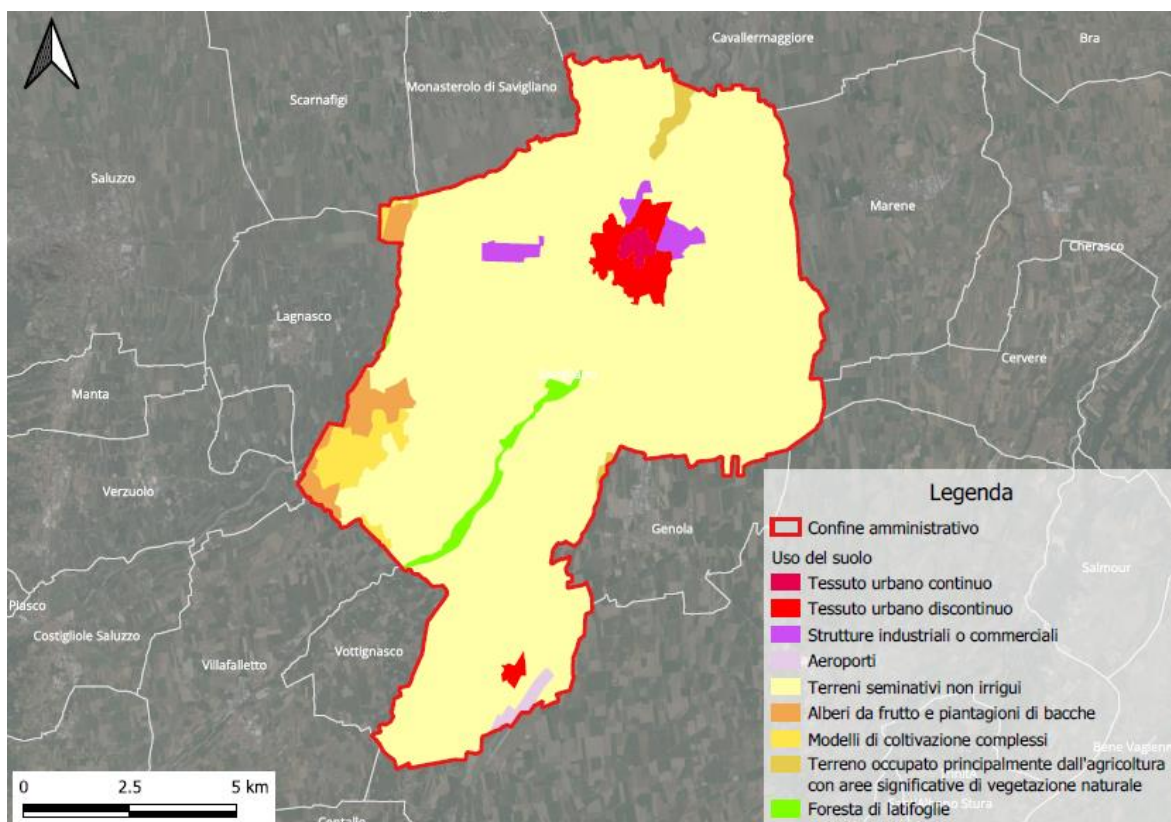 Cavallermaggiore
Bra
Monasterolo di Savigliano
Scarnafigi
Saluzzo
Marene
Cherasco
Lagnasco
Cervere
Manta
Verzuolo
Genola
Salmour
Piasco
Costigliole Saluzzo
Villafalletto
Vottignasco
Legenda
Confine amministrativo
Uso del suolo
Tessuto urbano continuo
Tessuto urbano discontinuo
Strutture industriali o commerciali
Aeroporti
Terreni seminativi non irrigui
Alberi da frutto e piantagioni di bacche
Modelli di coltivazione complessi
Terreno occupato principalmente dall'agricoltura
con aree significative di vegetazione naturale
Foresta di latifoglie
0 2.5 5 km